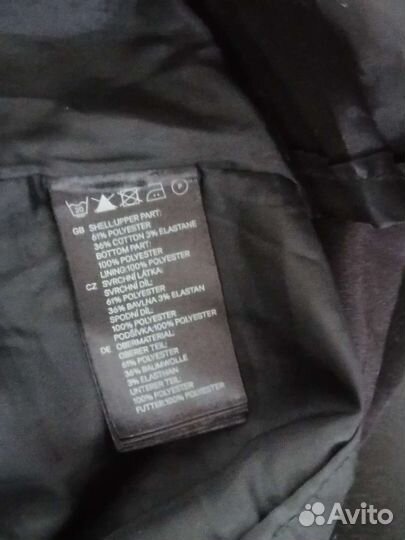 30
P
GB SHELL:UPPER PART:
61% POLYESTER
36% COTTON 3% ELASTANE
BOTTOM PART:
100% POLYESTER
LINING:100% POLYESTER
CZ SVRCHNÍ LÁTKA:
SVRCHNÍ DÍL:
61% POLYESTER
36% BAVLNA 3% ELASTAN
SPODNÍ DÍL:
100% POLYESTER
PODŠÍVKA:100% POLYESTER
DE OBERMATERIAL:
OBERER TEIL:
61% POLYESTER
36% BAUMWOLLE
3% ELASTHAN
UNTERER TEIL:
100% POLYESTER
FUTTER:100% POLYESTER
Avito